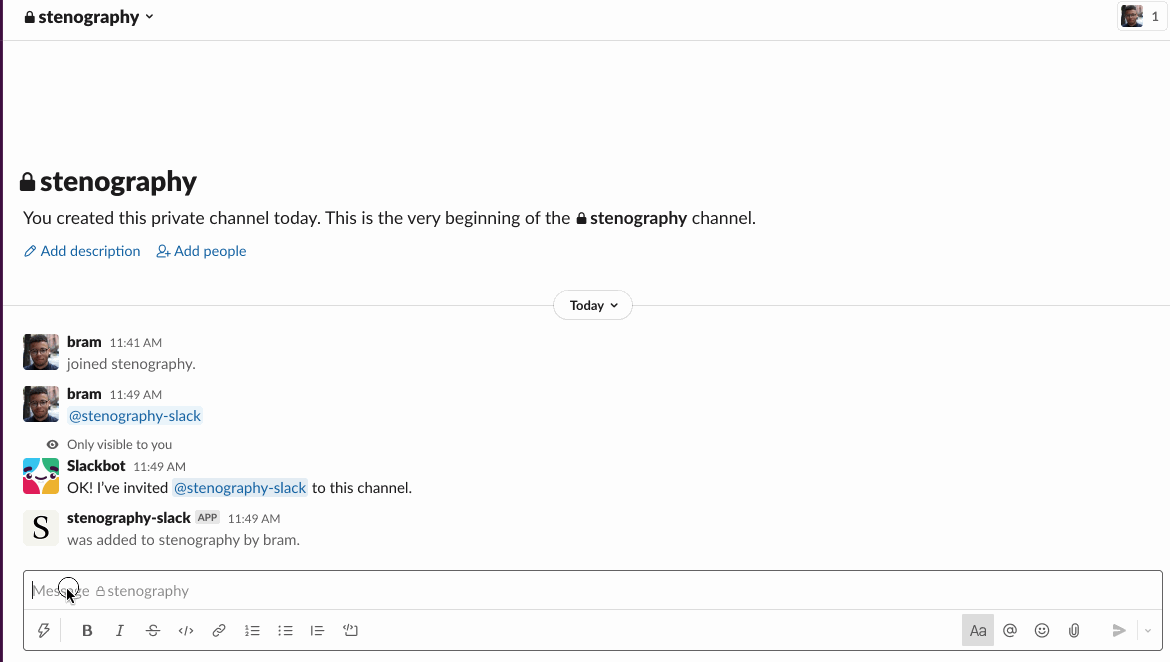 stenography
1
stenography
You created this private channel today. This is the very beginning of the stenography channel.
Add description Add people
Today
bram 11:41 AM
joined stenography.
bram 11:49 AM
@stenography-slack
Only visible to you
Slackbot 11:49 AM
OK! I've invited @stenography-slack to this channel.
S
stenography-slack APP 11:49 AM
was added to stenography by bram.
Message stenography
B I S </> Aa @